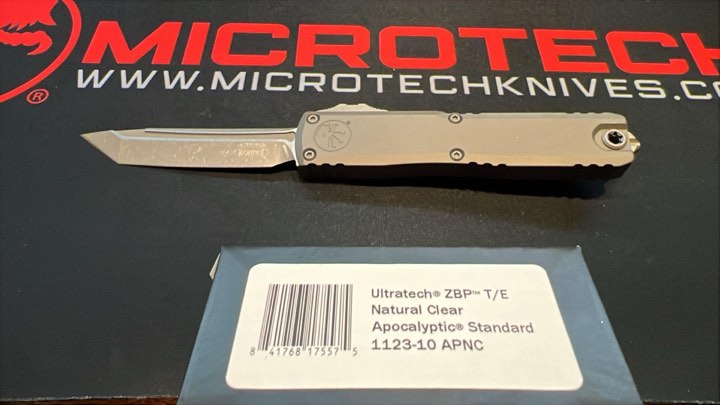 MICROTECH
®
WWW.MICROTECHKNIVES.CO
Ultratech® ZBP™ T/E
Natural Clear
Apocalyptic® Standard
1123-10 APNC
8 41768 17557 5